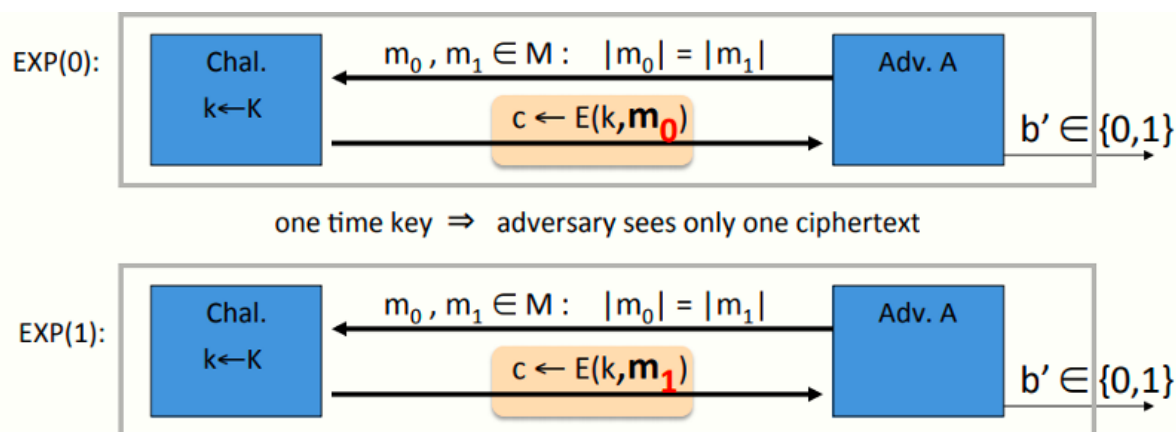 EXP(0):
Chal.
k←K
m₀ , m₁ ∈ M : |m₀| = |m₁|
c ← E(k,m₀)
Adv. A
b’ ∈ {0,1}
one time key ⇒ adversary sees only one ciphertext
EXP(1):
Chal.
k←K
m₀ , m₁ ∈ M : |m₀| = |m₁|
c ← E(k,m₁)
Adv. A
b’ ∈ {0,1}